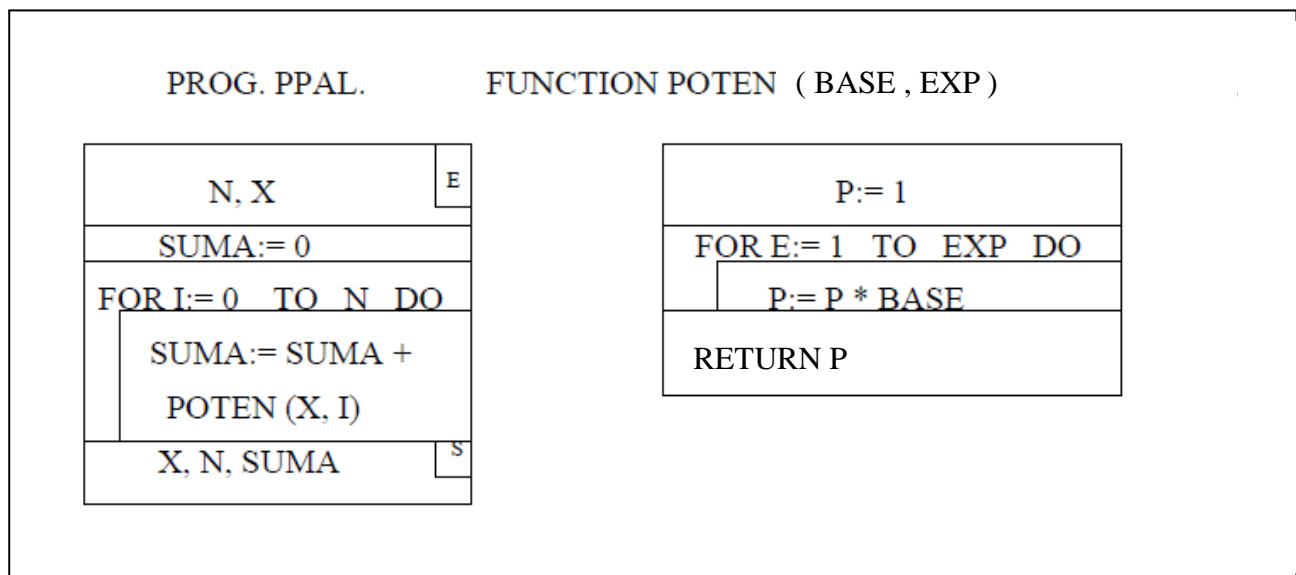 PROG. PPAL.
FUNCTION POTEN ( BASE , EXP )
N, X
E
SUMA:= 0
FOR I:= 0 TO N DO
SUMA:= SUMA +
POTEN (X, I)
X, N, SUMA
S
P:= 1
FOR E:= 1 TO EXP DO
P:= P * BASE
RETURN P